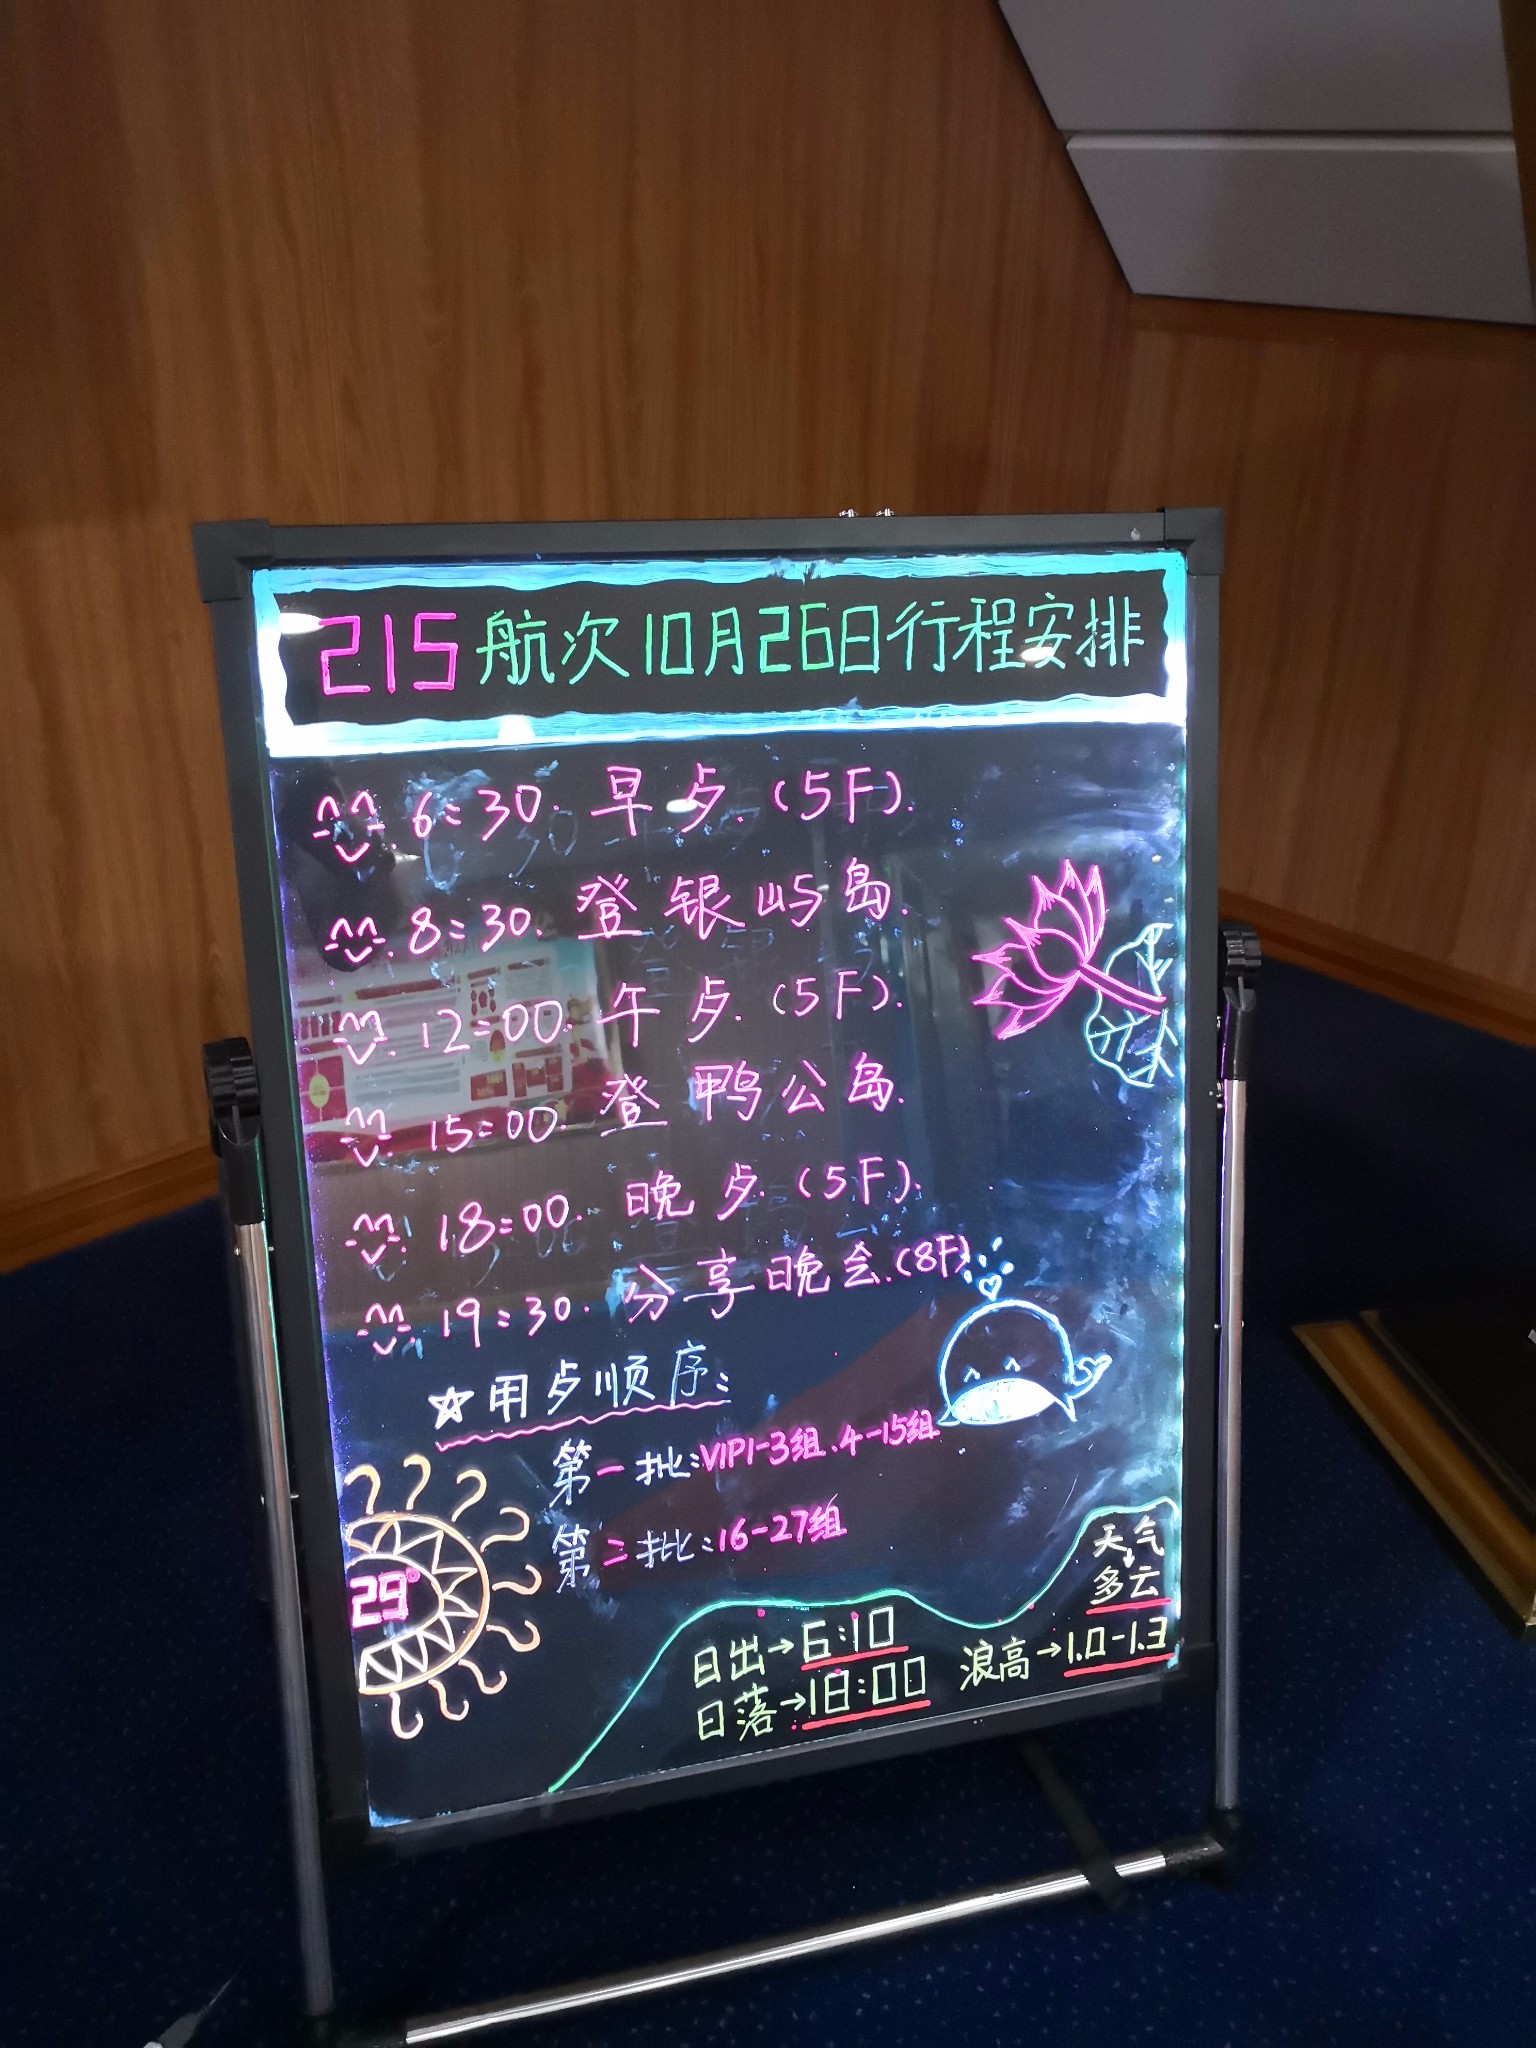 215航次10月26日行程安排
6:30. 早歺.(5F).
8:30. 登银屿岛.
12:00. 午歺.(5F).
15:00. 登鸭公岛.
18:00. 晚歺.(5F).
19:30. 分享晚会.(8F)
☆用歺顺序:
第一批:VIP1-3组.4-15组
第二批:16-27组
29°
天气
多云
日出→6:10
浪高→1.0-1.3
日落→18:00